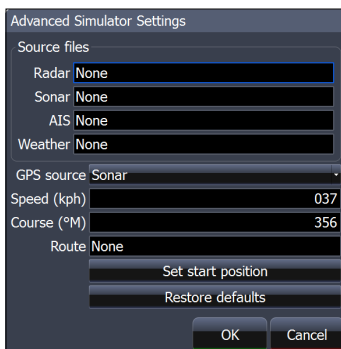 Advanced Simulator Settings
Source files
Radar None
Sonar None
AIS None
Weather None
GPS source Sonar
Speed (kph) 037
Course (°M) 356
Route None
Set start position
Restore defaults
OK Cancel